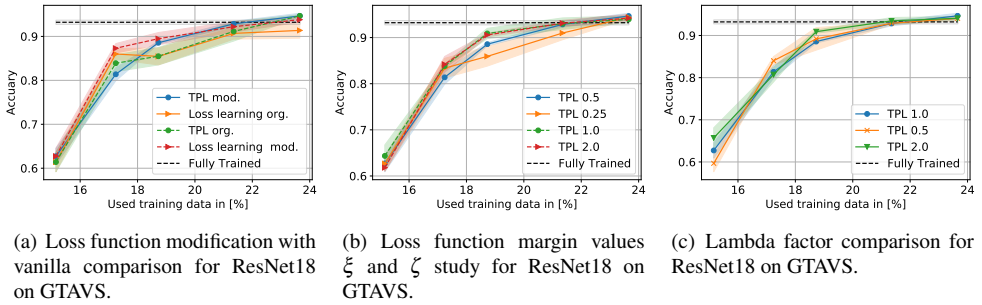 Accuary
0.9
0.8
0.7
0.6
16
18
20
22
24
Used training data in [%]
TPL mod.
Loss learning org.
TPL org.
Loss learning mod.
Fully Trained
Accuary
0.9
0.8
0.7
0.6
16
18
20
22
24
Used training data in [%]
TPL 0.5
TPL 0.25
TPL 1.0
TPL 2.0
Fully Trained
Accuary
0.9
0.8
0.7
0.6
16
18
20
22
24
Used training data in [%]
TPL 1.0
TPL 0.5
TPL 2.0
Fully Trained
(a) Loss function modification with
vanilla comparison for ResNet18
on GTAVS.
(b) Loss function margin values
ξ and ζ study for ResNet18 on
GTAVS.
(c) Lambda factor comparison for
ResNet18 on GTAVS.